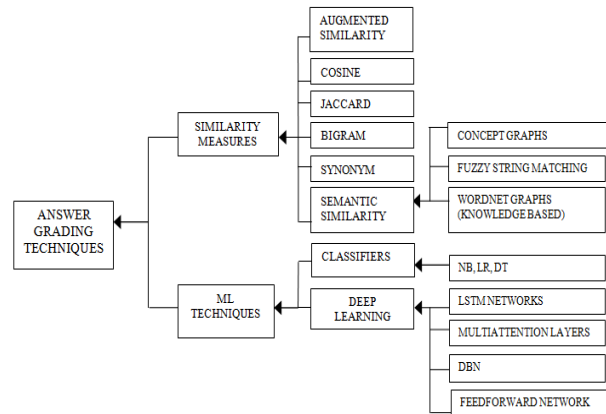 AUGMENTED
SIMILARITY
COSINE
JACCARD
BIGRAM
SYNONYM
SEMANTIC
SIMILARITY
SIMILARITY
MEASURES
CONCEPT GRAPHS
FUZZY STRING MATCHING
WORDNET GRAPHS
(KNOWLEDGE BASED)
ANSWER
GRADING
TECHNIQUES
CLASSIFIERS
NB, LR, DT
ML
TECHNIQUES
DEEP
LEARNING
LSTM NETWORKS
MULTIATTENTION LAYERS
DBN
FEEDFORWARD NETWORK